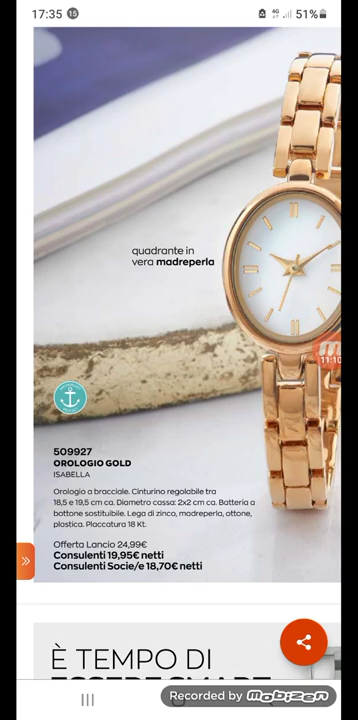 17:35 15 4G 51%
quadrante in
vera madreperla
11:10
509927
OROLOGIO GOLD
ISABELLA
Orologio a bracciale. Cinturino regolabile tra
18,5 e 19,5 cm ca. Diametro cassa: 2x2 cm ca. Batteria a
bottone sostituibile. Lega di zinco, madreperla, ottone,
plastica. Placcatura 18 Kt.
Offerta Lancio 24,99€
Consulenti 19,95€ netti
Consulenti Socie/e 18,70€ netti
È TEMPO DI
Recorded by mobizen